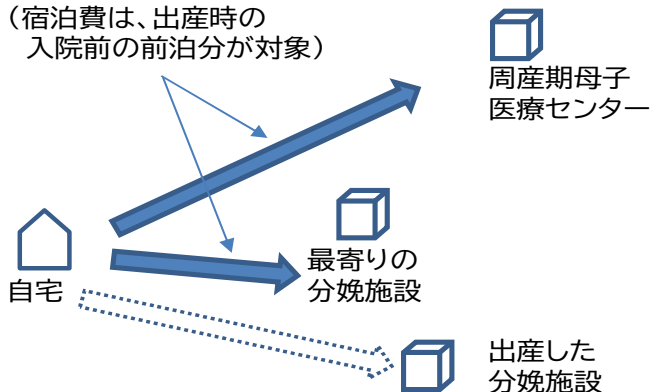 （宿泊費は、出産時の
入院前の前泊分が対象）
周産期母子
医療センター
最寄りの
分娩施設
自宅
出産した
分娩施設